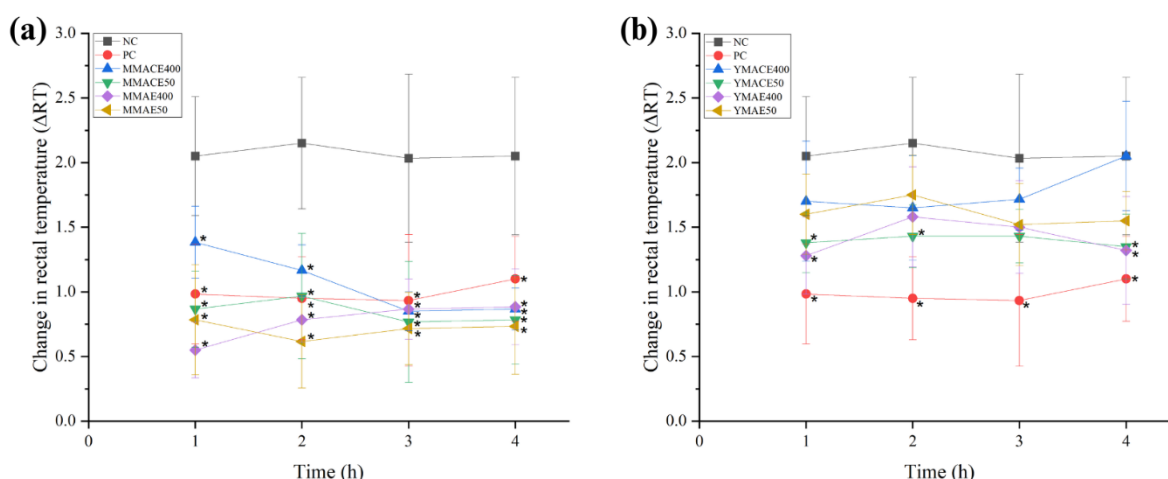 (a)
Change in rectal temperature (ΔRT)
3.0
2.5
2.0
1.5
1.0
0.5
0.0
NC
PC
MMACE400
MMACE50
MMAE400
MMAE50
* * * * *
* * * * *
* * * * *
* * * * *
0 1 2 3 4
Time (h)
(b)
Change in rectal temperature (ΔRT)
3.0
2.5
2.0
1.5
1.0
0.5
0.0
NC
PC
YMACE400
YMACE50
YMAE400
YMAE50
* * *
* *
*
* * *
0 1 2 3 4
Time (h)